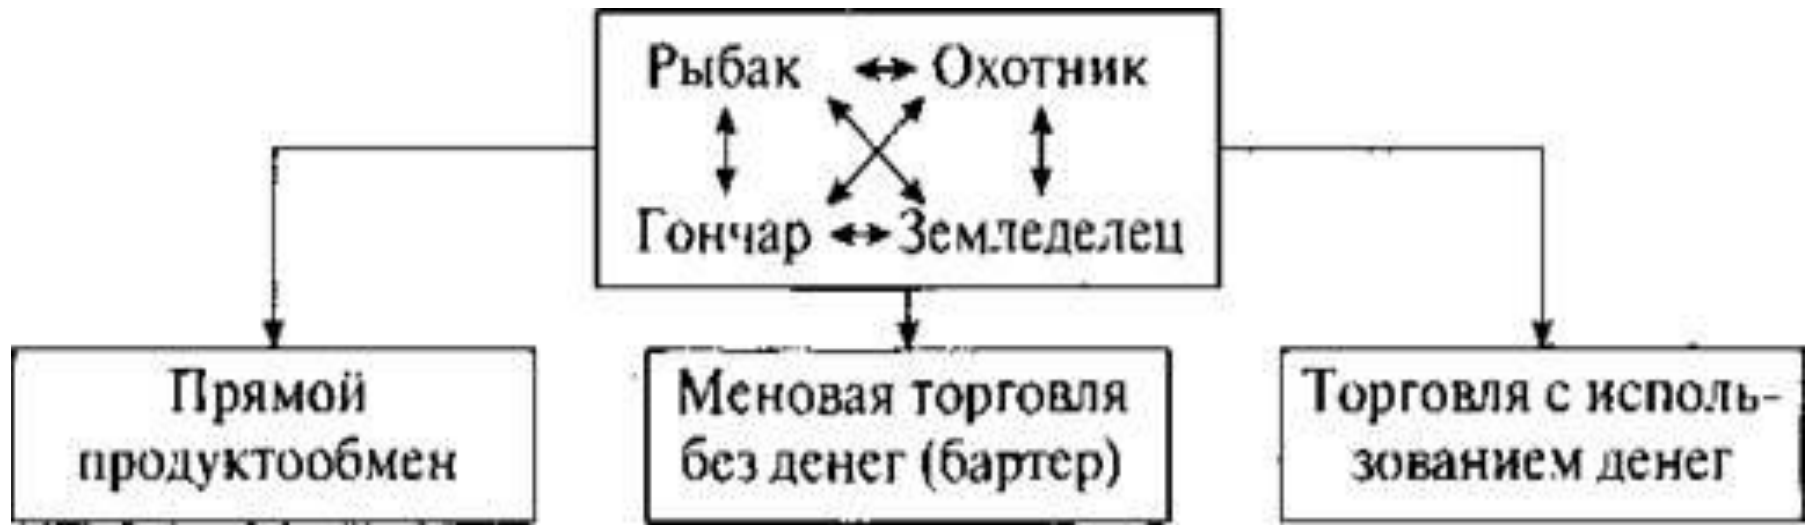 Рыбак Охотник
Гончар Земледелец
Прямой
продуктообмен
Меновая торговля
без денег (бартер)
Торговля с исполь-
зованием денег